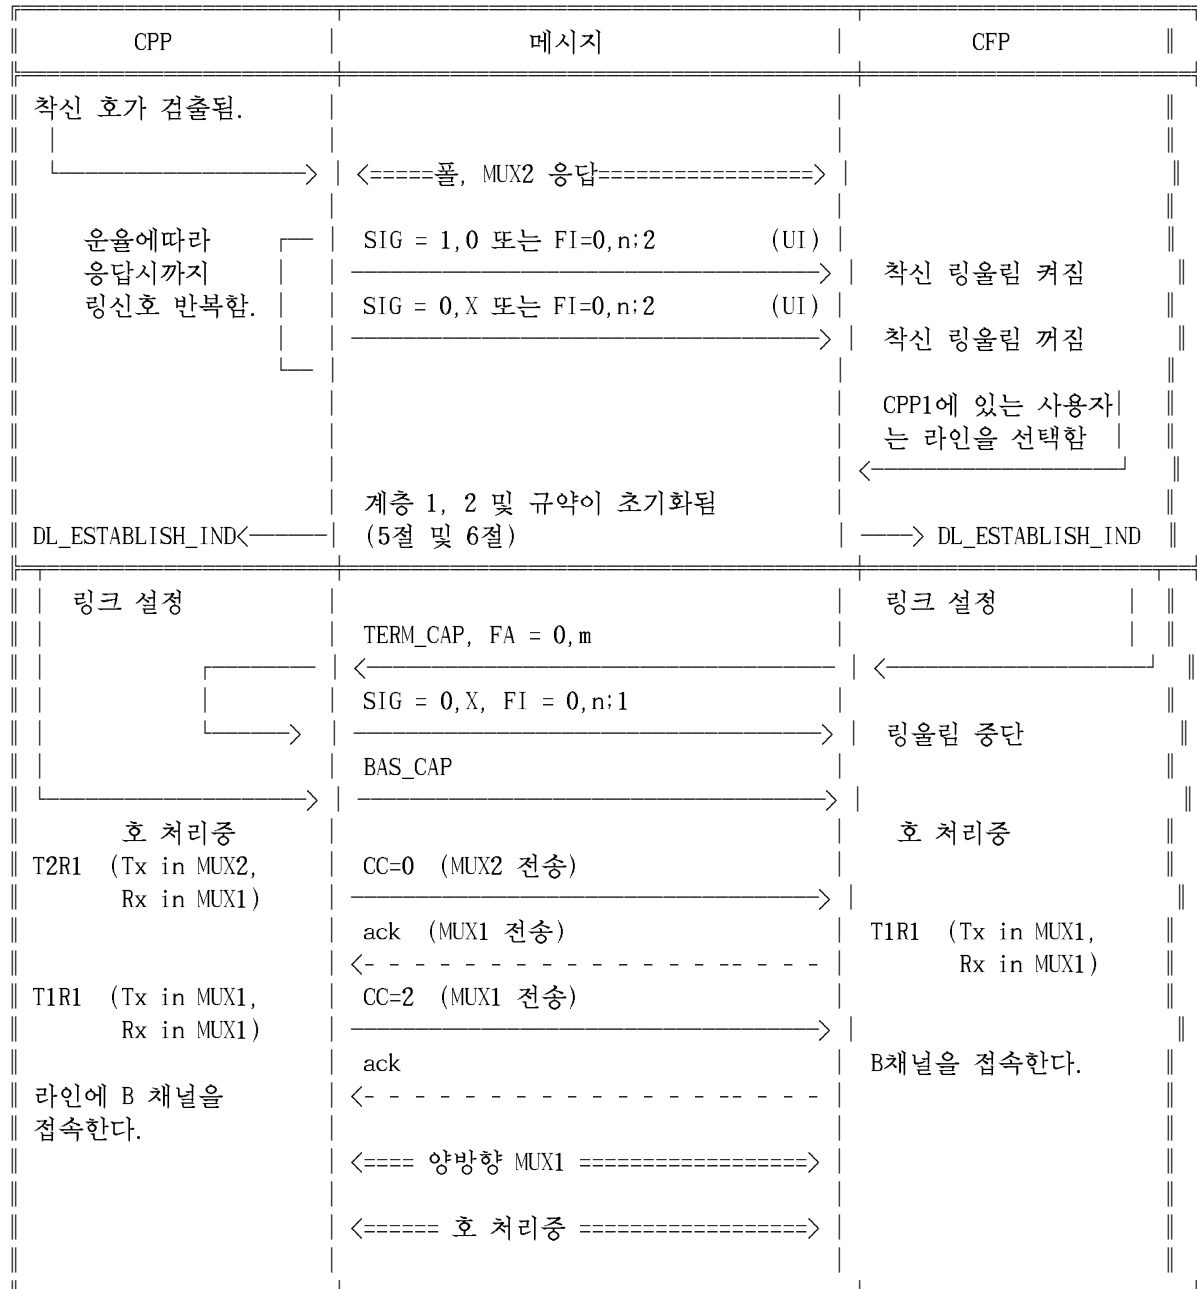 CPP 메시지 CFP
착신 호가 검출됨.
<=====폴, MUX2 응답=================>
운율에따라 SIG = 1,0 또는 FI=0,n;2 (UI)
응답시까지 착신 링울림 켜짐
링신호 반복함. SIG = 0,X 또는 FI=0,n;2 (UI)
착신 링울림 꺼짐
CPP1에 있는 사용자
는 라인을 선택함
계층 1, 2 및 규약이 초기화됨
DL_ESTABLISH_IND<------ (5절 및 6절) ----> DL_ESTABLISH_IND
링크 설정 링크 설정
TERM_CAP, FA = 0,m
SIG = 0,X, FI = 0,n;1
링울림 중단
BAS_CAP
호 처리중 호 처리중
T2R1 (Tx in MUX2, CC=0 (MUX2 전송)
Rx in MUX1)
ack (MUX1 전송) T1R1 (Tx in MUX1,
<- - - - - - - - - - - - - - - - - -- -- - - - Rx in MUX1)
T1R1 (Tx in MUX1, CC=2 (MUX1 전송)
Rx in MUX1)
ack B채널을 접속한다.
라인에 B 채널을 <- - - - - - - - - - - - - - - - - -- -- - - -
접속한다.
<==== 양방향 MUX1 ==================>
<====== 호 처리중 ==================>